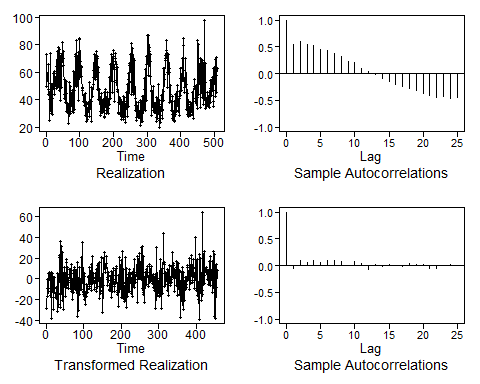 100
80
60
40
20
0 100 200 300 400 500
Time
Realization
1.0
0.5
0.0
-0.5
-1.0
0 5 10 15 20 25
Lag
Sample Autocorrelations
60
40
20
0
-20
-40
0 100 200 300 400
Time
Transformed Realization
1.0
0.5
0.0
-0.5
-1.0
0 5 10 15 20 25
Lag
Sample Autocorrelations